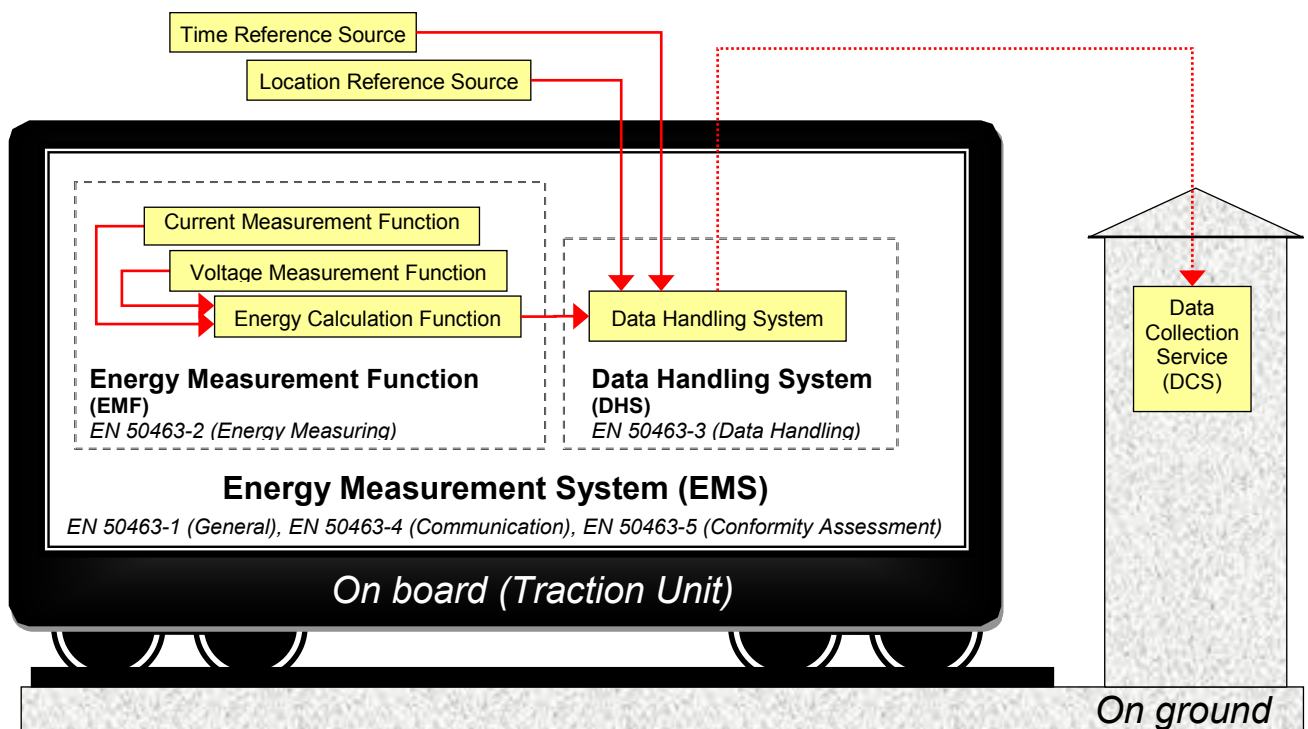 Time Reference Source
Location Reference Source
Current Measurement Function
Voltage Measurement Function
Energy Calculation Function
Data Handling System
Energy Measurement Function
(EMF)
EN 50463-2 (Energy Measuring)
Data Handling System
(DHS)
EN 50463-3 (Data Handling)
Energy Measurement System (EMS)
EN 50463-1 (General), EN 50463-4 (Communication), EN 50463-5 (Conformity Assessment)
On board (Traction Unit)
Data
Collection
Service
(DCS)
On ground